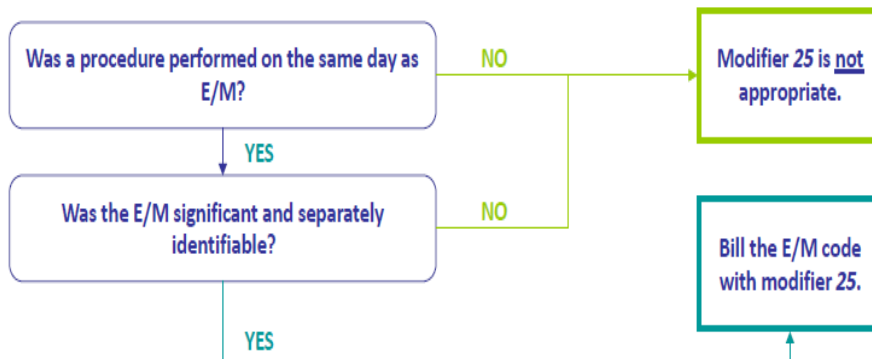 Was a procedure performed on the same day as
E/M?
NO
Modifier 25 is not
appropriate.
YES
Was the E/M significant and separately
identifiable?
NO
Bill the E/M code
with modifier 25.
YES